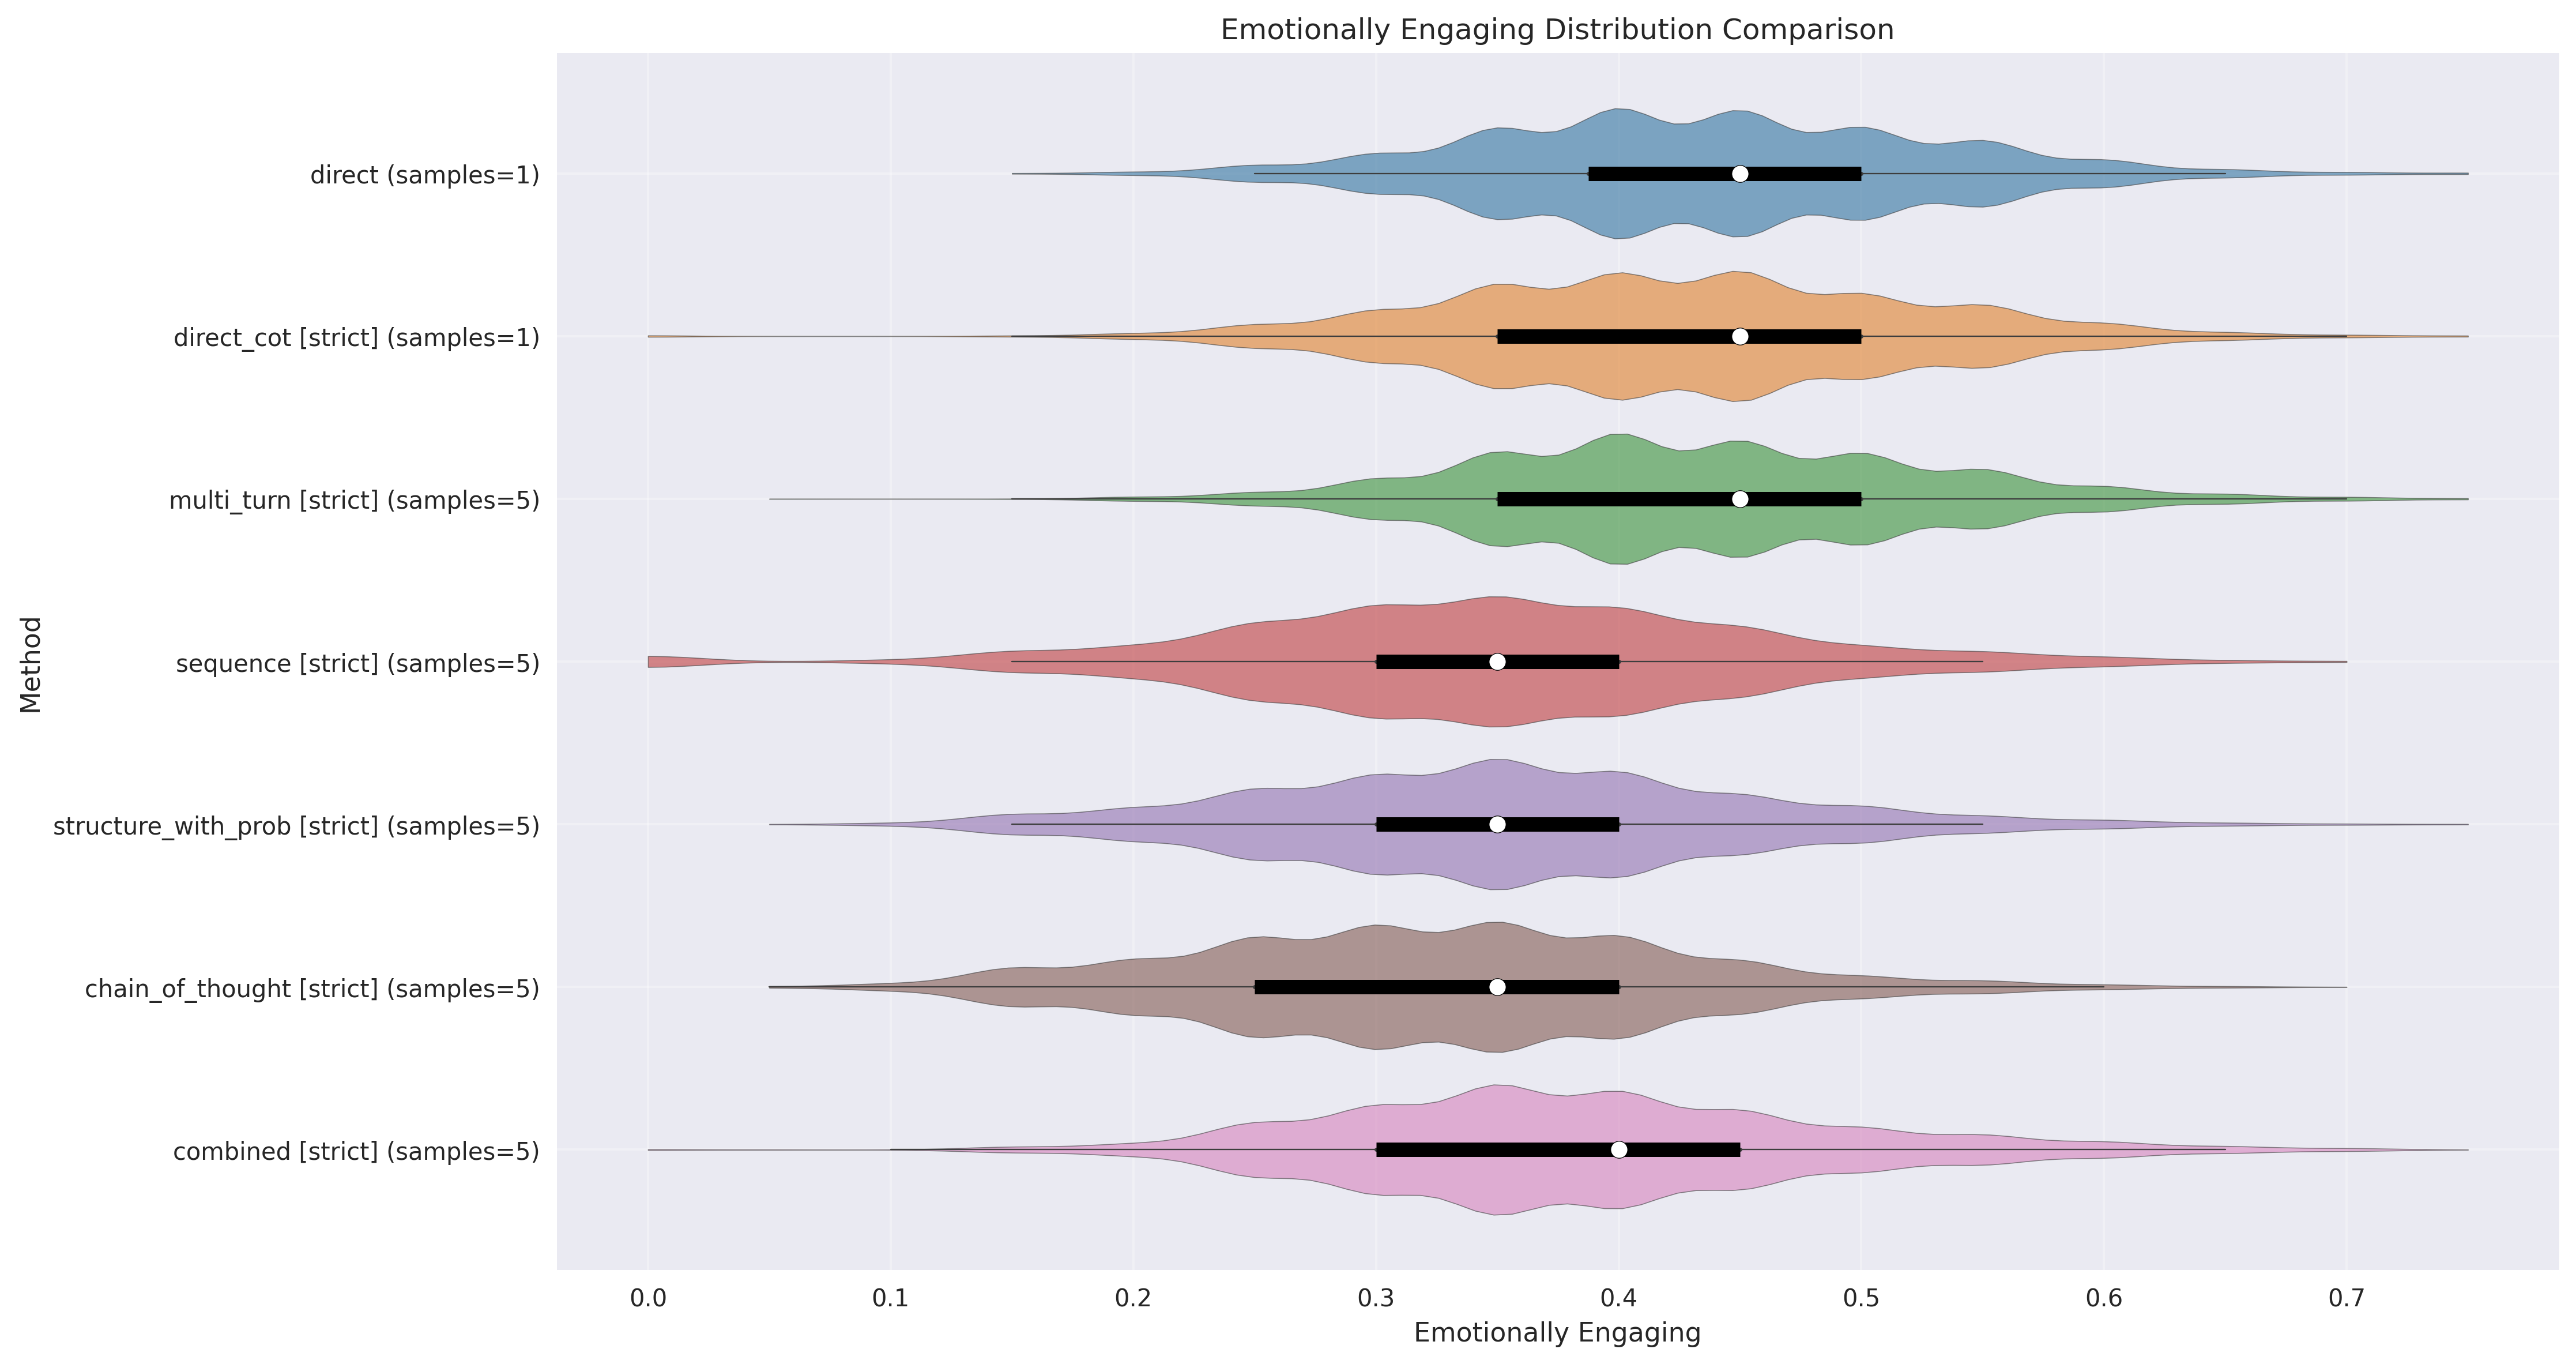 Emotionally Engaging Distribution Comparison
Method
direct (samples=1)
direct_cot [strict] (samples=1)
multi_turn [strict] (samples=5)
sequence [strict] (samples=5)
structure_with_prob [strict] (samples=5)
chain_of_thought [strict] (samples=5)
combined [strict] (samples=5)
0.0 0.1 0.2 0.3 0.4 0.5 0.6 0.7
Emotionally Engaging